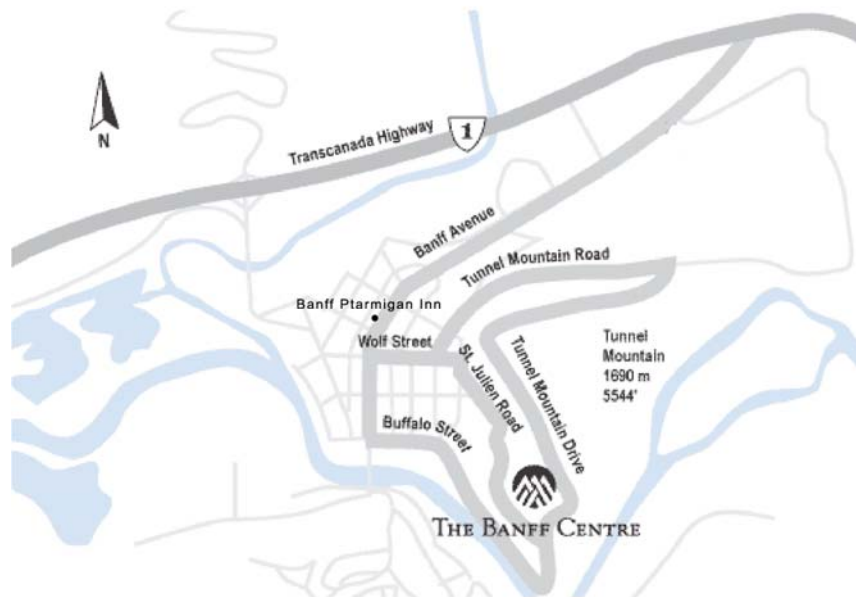 1
Transcanada Highway
N
Banff Avenue
Tunnel Mountain Road
Banff Ptarmigan Inn
Wolf Street
Tunnel
Mountain
1690 m
5544'
St. Julien Road
Tunnel Mountain Drive
Buffalo Street
THE BANFF CENTRE